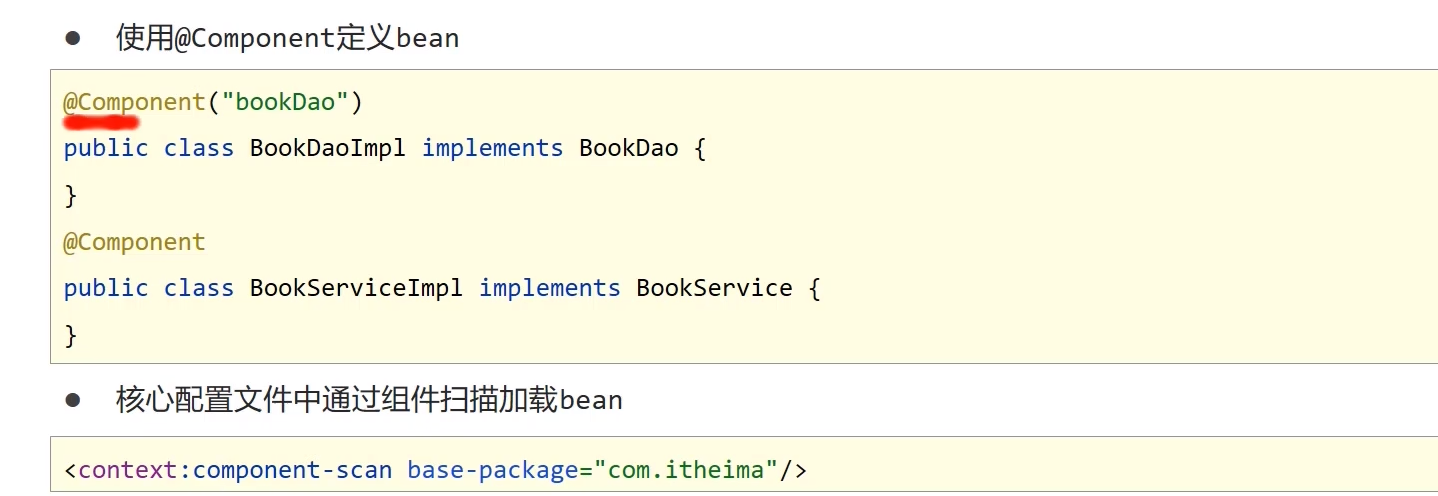 ● 使用@Component定义bean
@Component("bookDao")
public class BookDaoImpl implements BookDao {
}
@Component
public class BookServiceImpl implements BookService {
}
● 核心配置文件中通过组件扫描加载bean
<context:component-scan base-package="com.itheima"/>